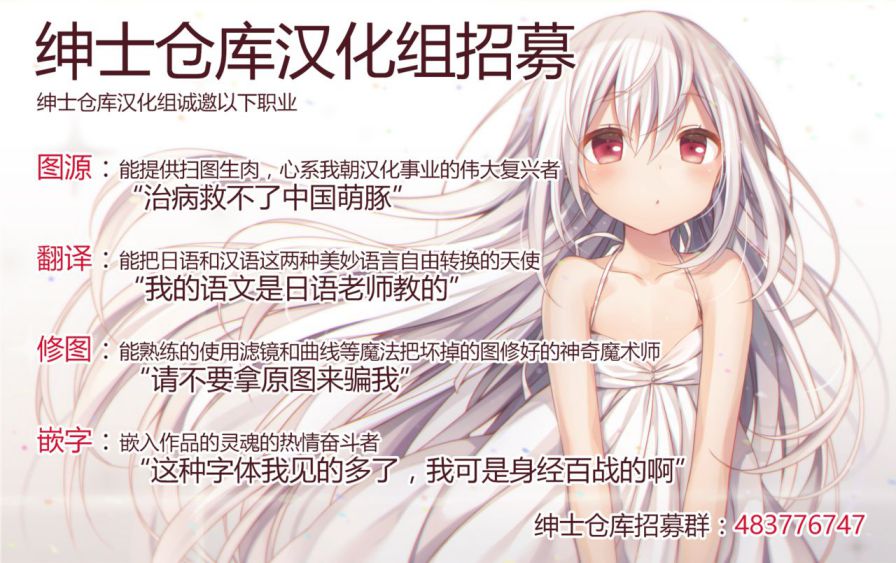 绅士仓库汉化组招募
绅士仓库汉化组诚邀以下职业
图源：能提供扫图生肉，心系我朝汉化事业的伟大复兴者
“治病救不了中国萌豚”
翻译：能把日语和汉语这两种美妙语言自由转换的天使
“我的语文是日语老师教的”
修图：能熟练的使用滤镜和曲线等魔法把坏掉的图修好的神奇魔术师
“请不要拿原图来骗我”
嵌字：嵌入作品的灵魂的热情奋斗者
“这种字体我见的多了，我可是身经百战的啊”
绅士仓库招募群：483776747